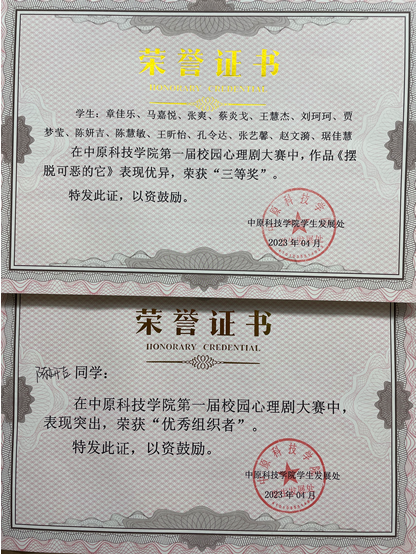 荣誉证书
HONORARY CREDENTIAL
学生：章佳乐、马嘉悦、张爽、蔡炎戈、王慧杰、刘珂珂、贾
梦莹、陈妍吉、陈慧敏、王昕怡、孔令达、张艺馨、赵文漪、琚佳慧
在中原科技学院第一届校园心理剧大赛中，作品《摆
脱可恶的它》表现优异，荣获“三等奖”。
特发此证，以资鼓励。
中原科技学院学生发展处
2023年04月
荣誉证书
HONORARY CREDENTIAL
陈妍吉同学：
在中原科技学院第一届校园心理剧大赛中，
表现突出，荣获“优秀组织者”。
特发此证，以资鼓励。
中原科技学院学生发展处
2023年04月